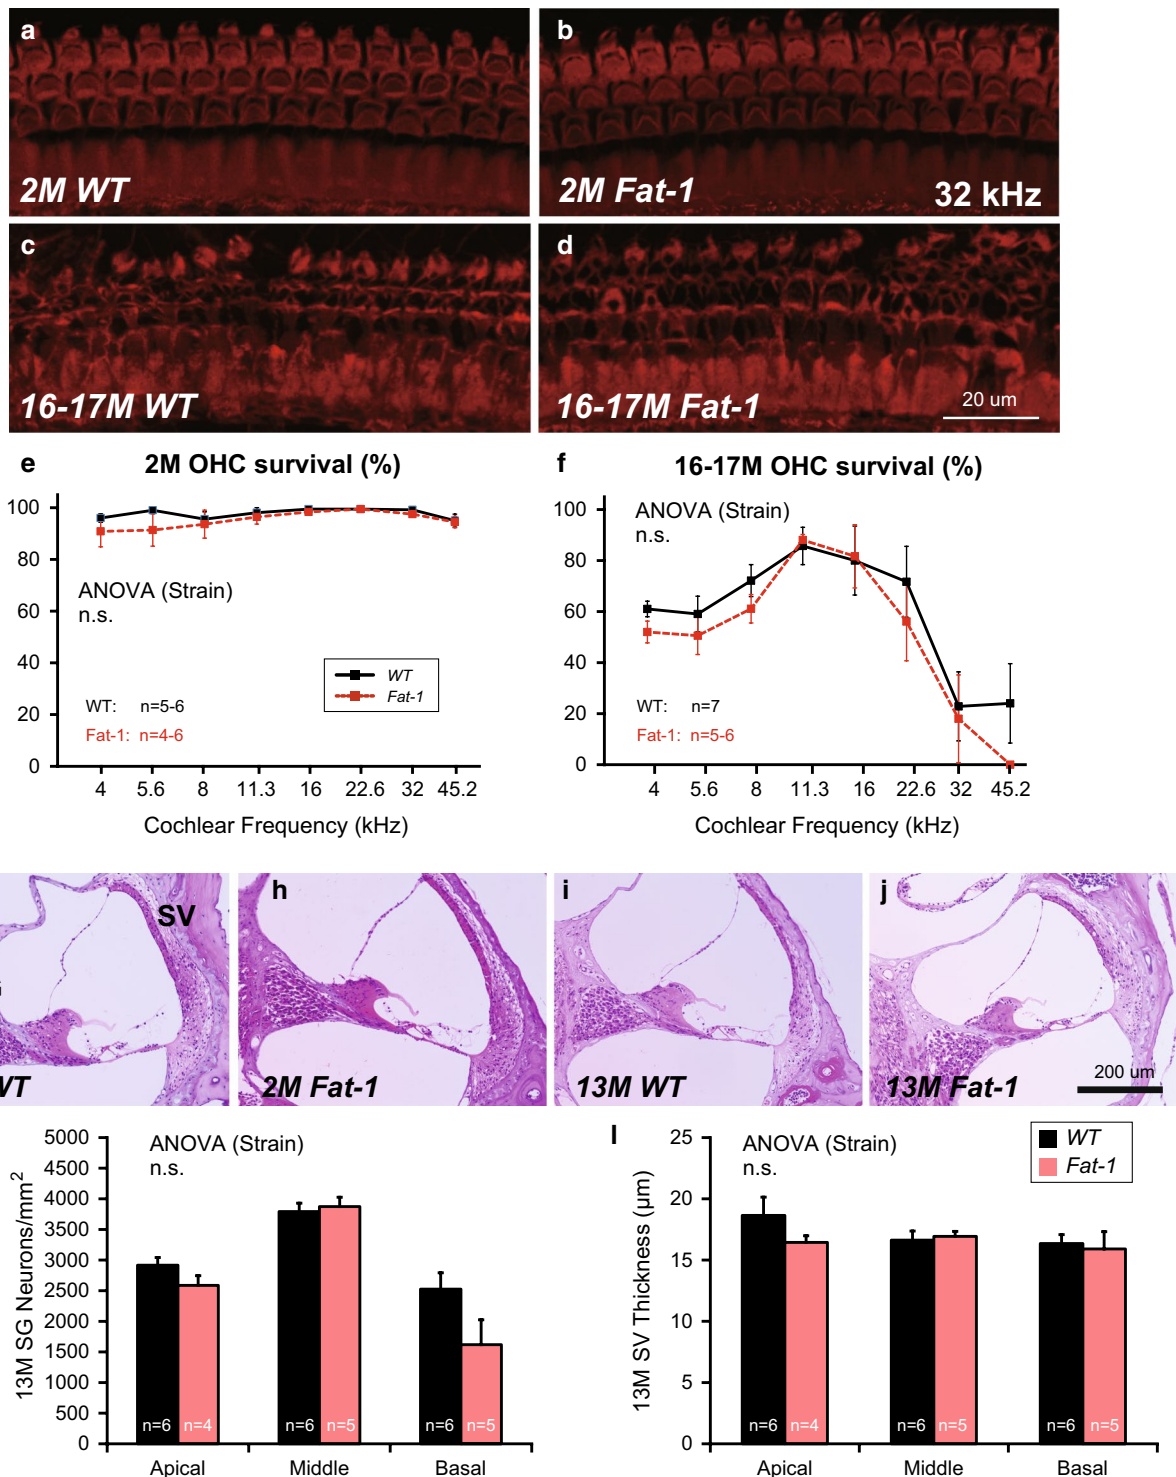 a
b
2M WT
2M Fat-1
32 kHz
c
d
16-17M WT
16-17M Fat-1
20 um
e
2M OHC survival (%)
f
16-17M OHC survival (%)
100
80
60
40
20
0
ANOVA (Strain)
n.s.
WT
Fat-1
WT: n=5-6
Fat-1: n=4-6
4 5.6 8 11.3 16 22.6 32 45.2
Cochlear Frequency (kHz)
100
80
60
40
20
0
ANOVA (Strain)
n.s.
WT: n=7
Fat-1: n=5-6
4 5.6 8 11.3 16 22.6 32 45.2
Cochlear Frequency (kHz)
SV
h
i
j
WT
2M Fat-1
13M WT
13M Fat-1
200 um
13M SG Neurons/mm²
5000
4500
4000
3500
3000
2500
2000
1500
1000
500
0
ANOVA (Strain)
n.s.
n=6 n=4 n=6 n=5 n=6 n=5
Apical Middle Basal
l
13M SV Thickness (μm)
25
20
15
10
5
0
ANOVA (Strain)
n.s.
WT
Fat-1
n=6 n=4 n=6 n=5 n=6 n=5
Apical Middle Basal